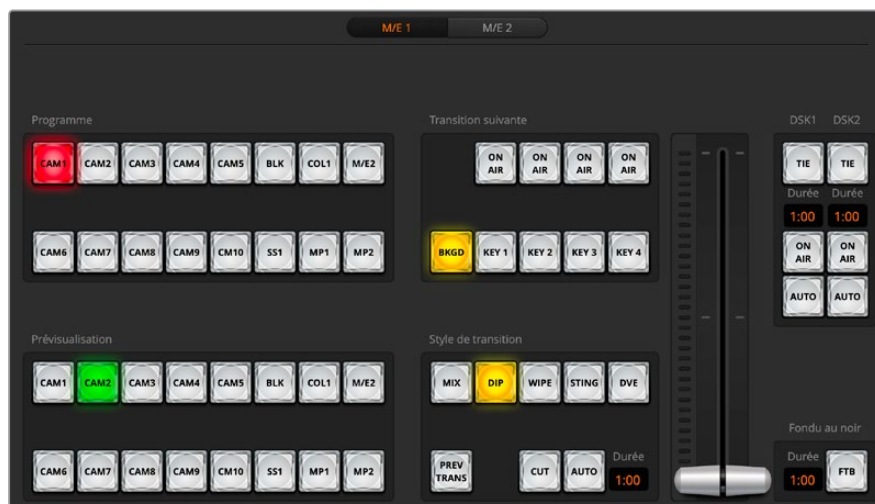 M/E 1 M/E 2
Programme
CAM1 CAM2 CAM3 CAM4 CAM5 BLK COL1 M/E2
CAM6 CAM7 CAM8 CAM9 CM10 SS1 MP1 MP2
Transition suivante
ON AIR ON AIR ON AIR ON AIR
BKGD KEY 1 KEY 2 KEY 3 KEY 4
DSK1 DSK2
TIE TIE
Durée Durée
1:00 1:00
ON AIR ON AIR
AUTO AUTO
Prévisualisation
CAM1 CAM2 CAM3 CAM4 CAM5 BLK COL1 M/E2
CAM6 CAM7 CAM8 CAM9 CM10 SS1 MP1 MP2
Style de transition
MIX DIP WIPE STING DVE
PREV TRANS CUT AUTO
Durée
1:00
Fondu au noir
Durée
1:00 FTB